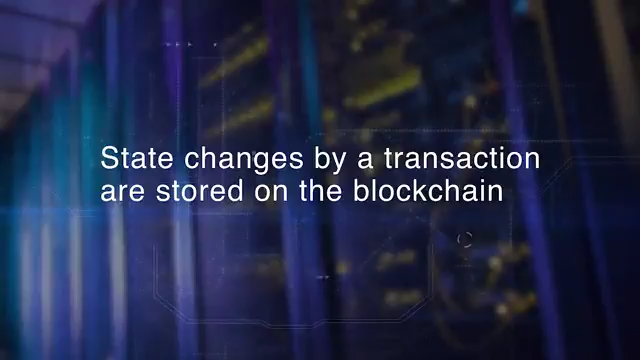 State changes by a transaction
are stored on the blockchain